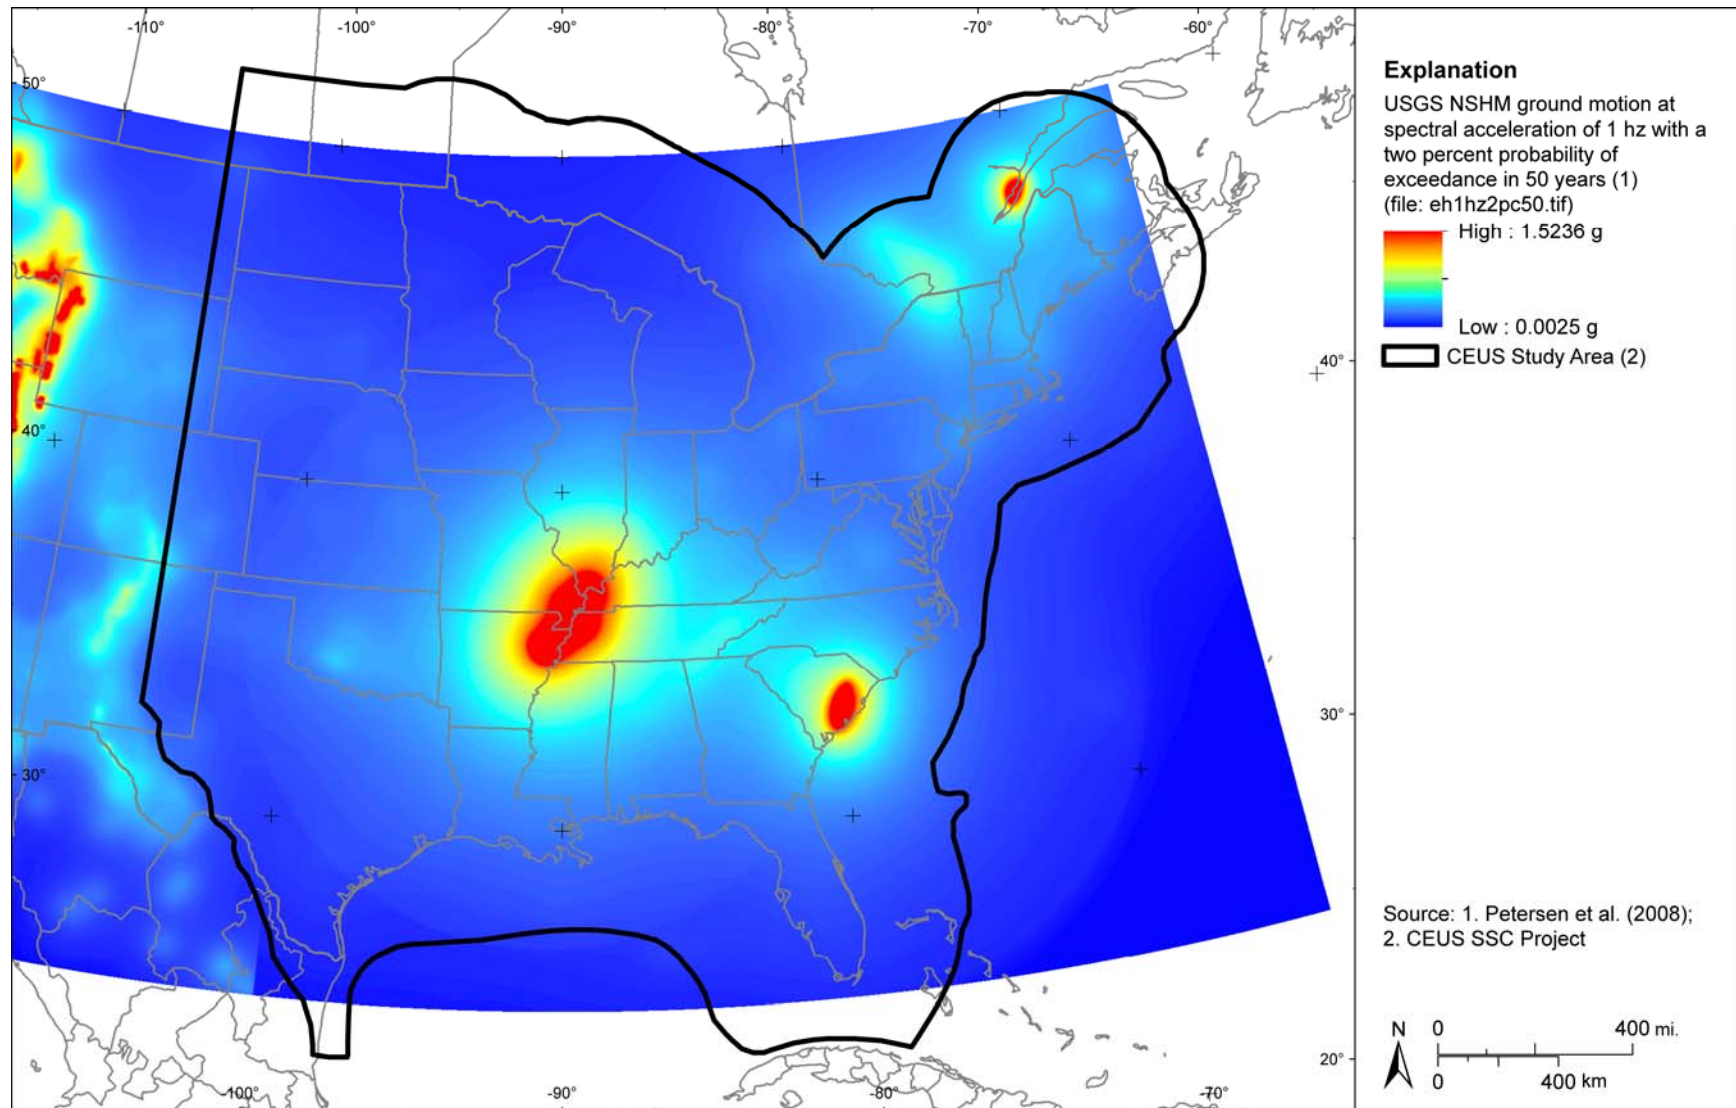 -110°
-100°
-90°
-80°
-70°
-60°
50°
40°
40°
30°
30°
20°
-100°
-90°
-80°
-70°
Explanation
USGS NSHM ground motion at
spectral acceleration of 1 hz with a
two percent probability of
exceedance in 50 years (1)
(file: eh1hz2pc50.tif)
High : 1.5236 g
Low : 0.0025 g
CEUS Study Area (2)
Source: 1. Petersen et al. (2008);
2. CEUS SSC Project
N
0 400 mi.
0 400 km